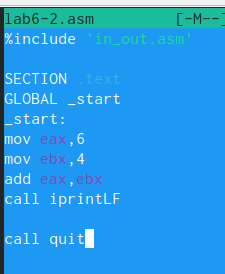 lab6-2.asm [-M--]
%include 'in_out.asm'
SECTION .text
GLOBAL _start
_start:
mov eax,6
mov ebx,4
add eax,ebx
call iprintLF
call quit